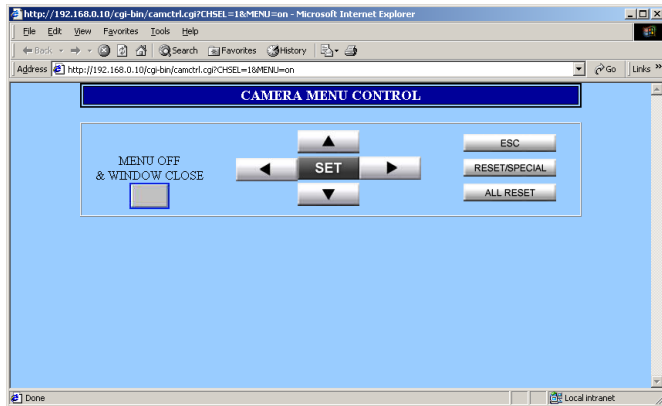 http://192.168.0.10/cgi-bin/camctrl.cgi?CHSEL=1&MENU=on - Microsoft Internet Explorer
File Edit View Favorites Tools Help
Back Search Favorites History
Address http://192.168.0.10/cgi-bin/camctrl.cgi?CHSEL=1&MENU=on Go Links »
CAMERA MENU CONTROL
MENU OFF
& WINDOW CLOSE
SET
ESC
RESET/SPECIAL
ALL RESET
Done Local intranet